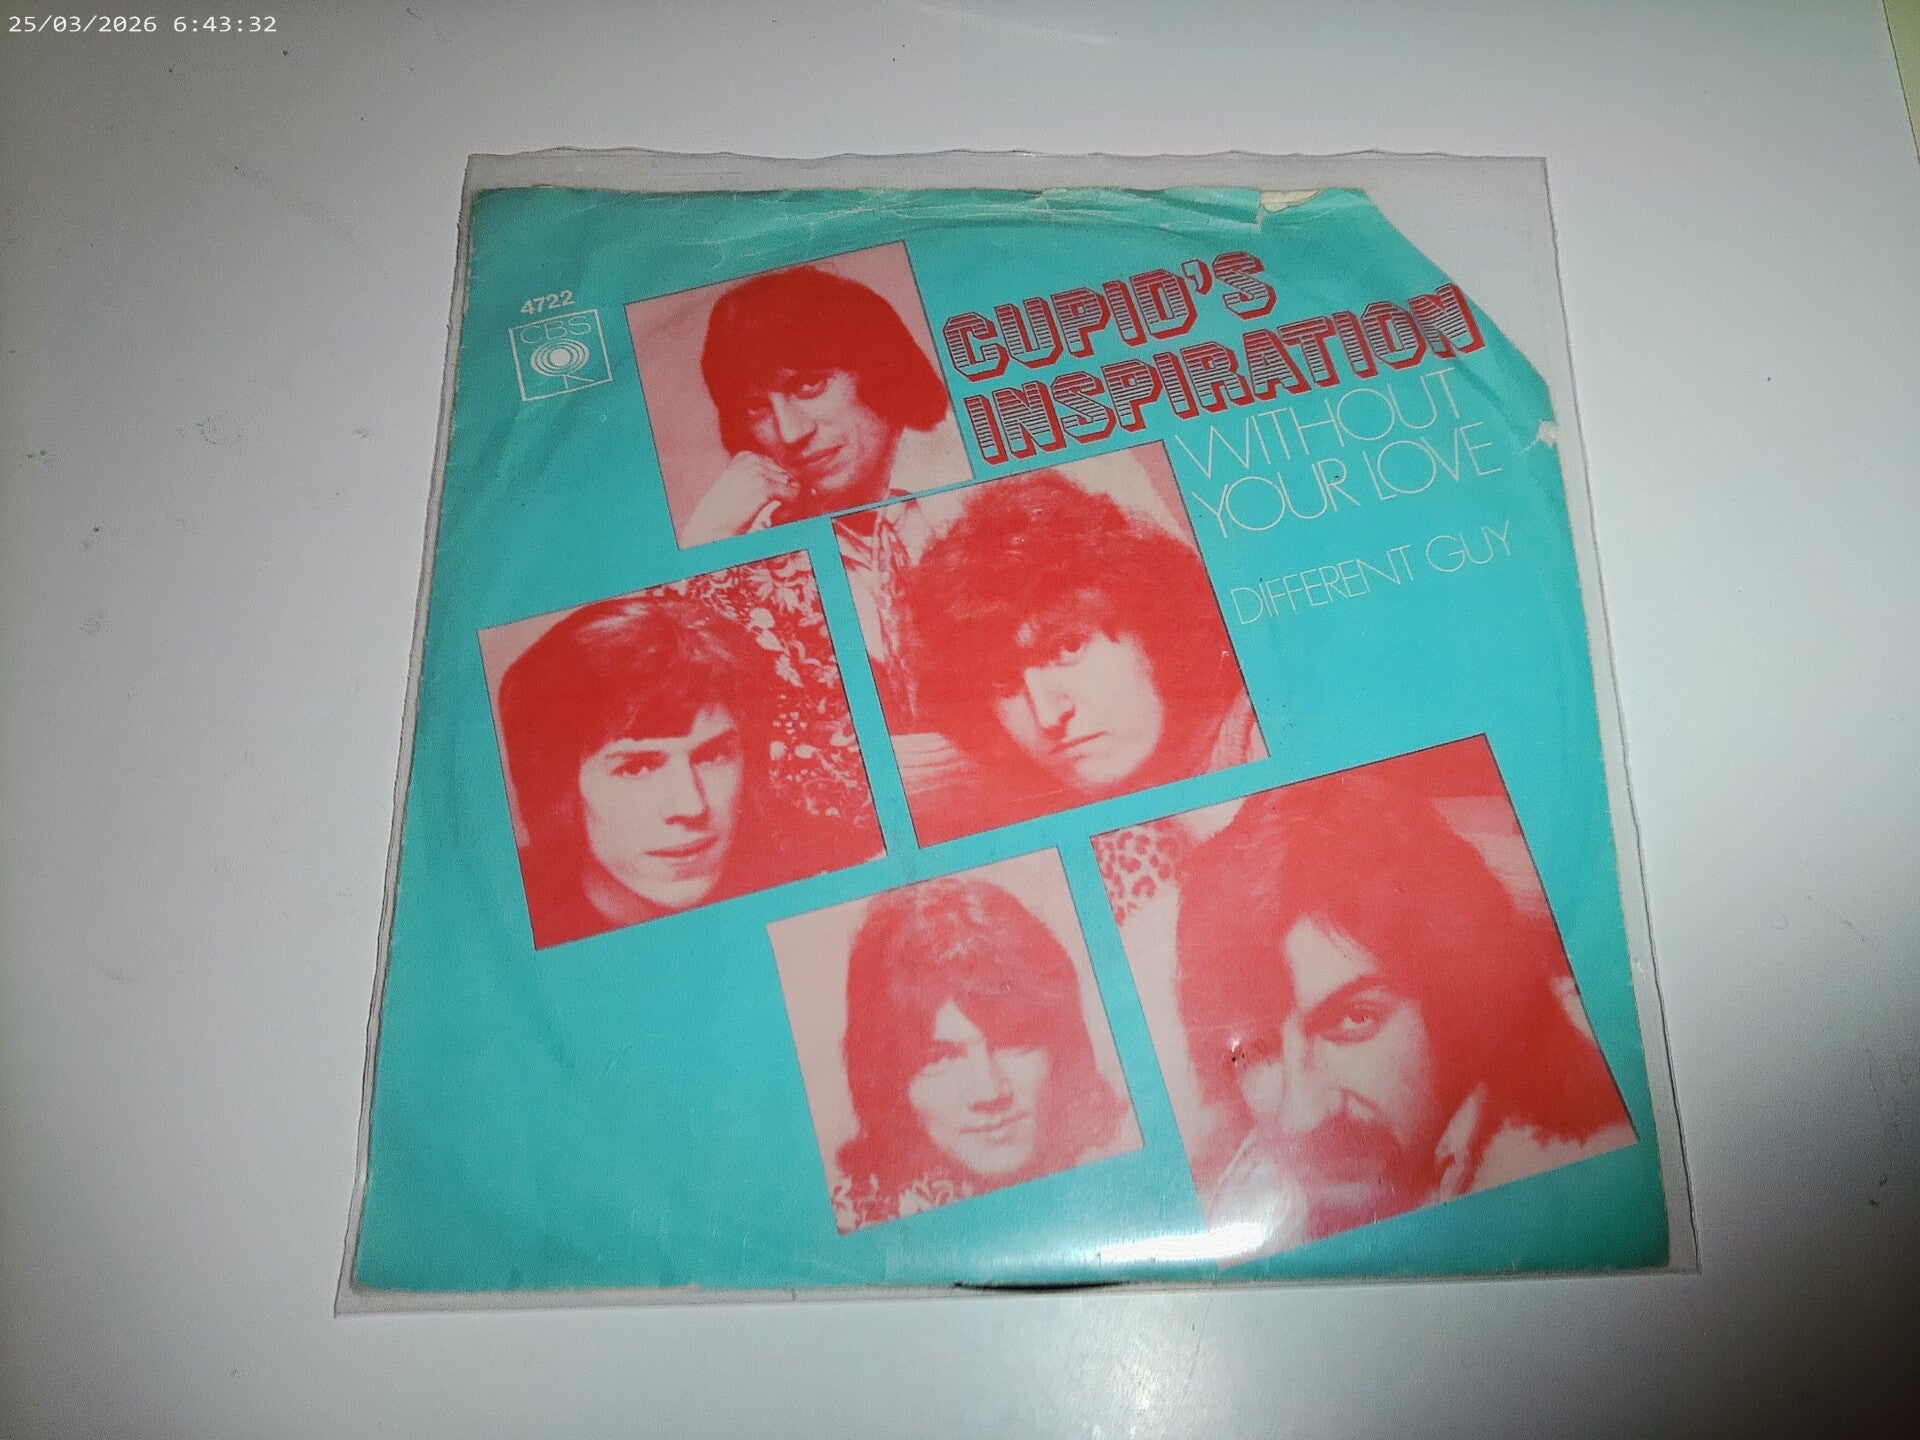 25/03/2026 6:43:32
4722
CBS
CUPID'S
INSPIRATION
WITHOUT
YOUR LOVE
DIFFERENT GUY